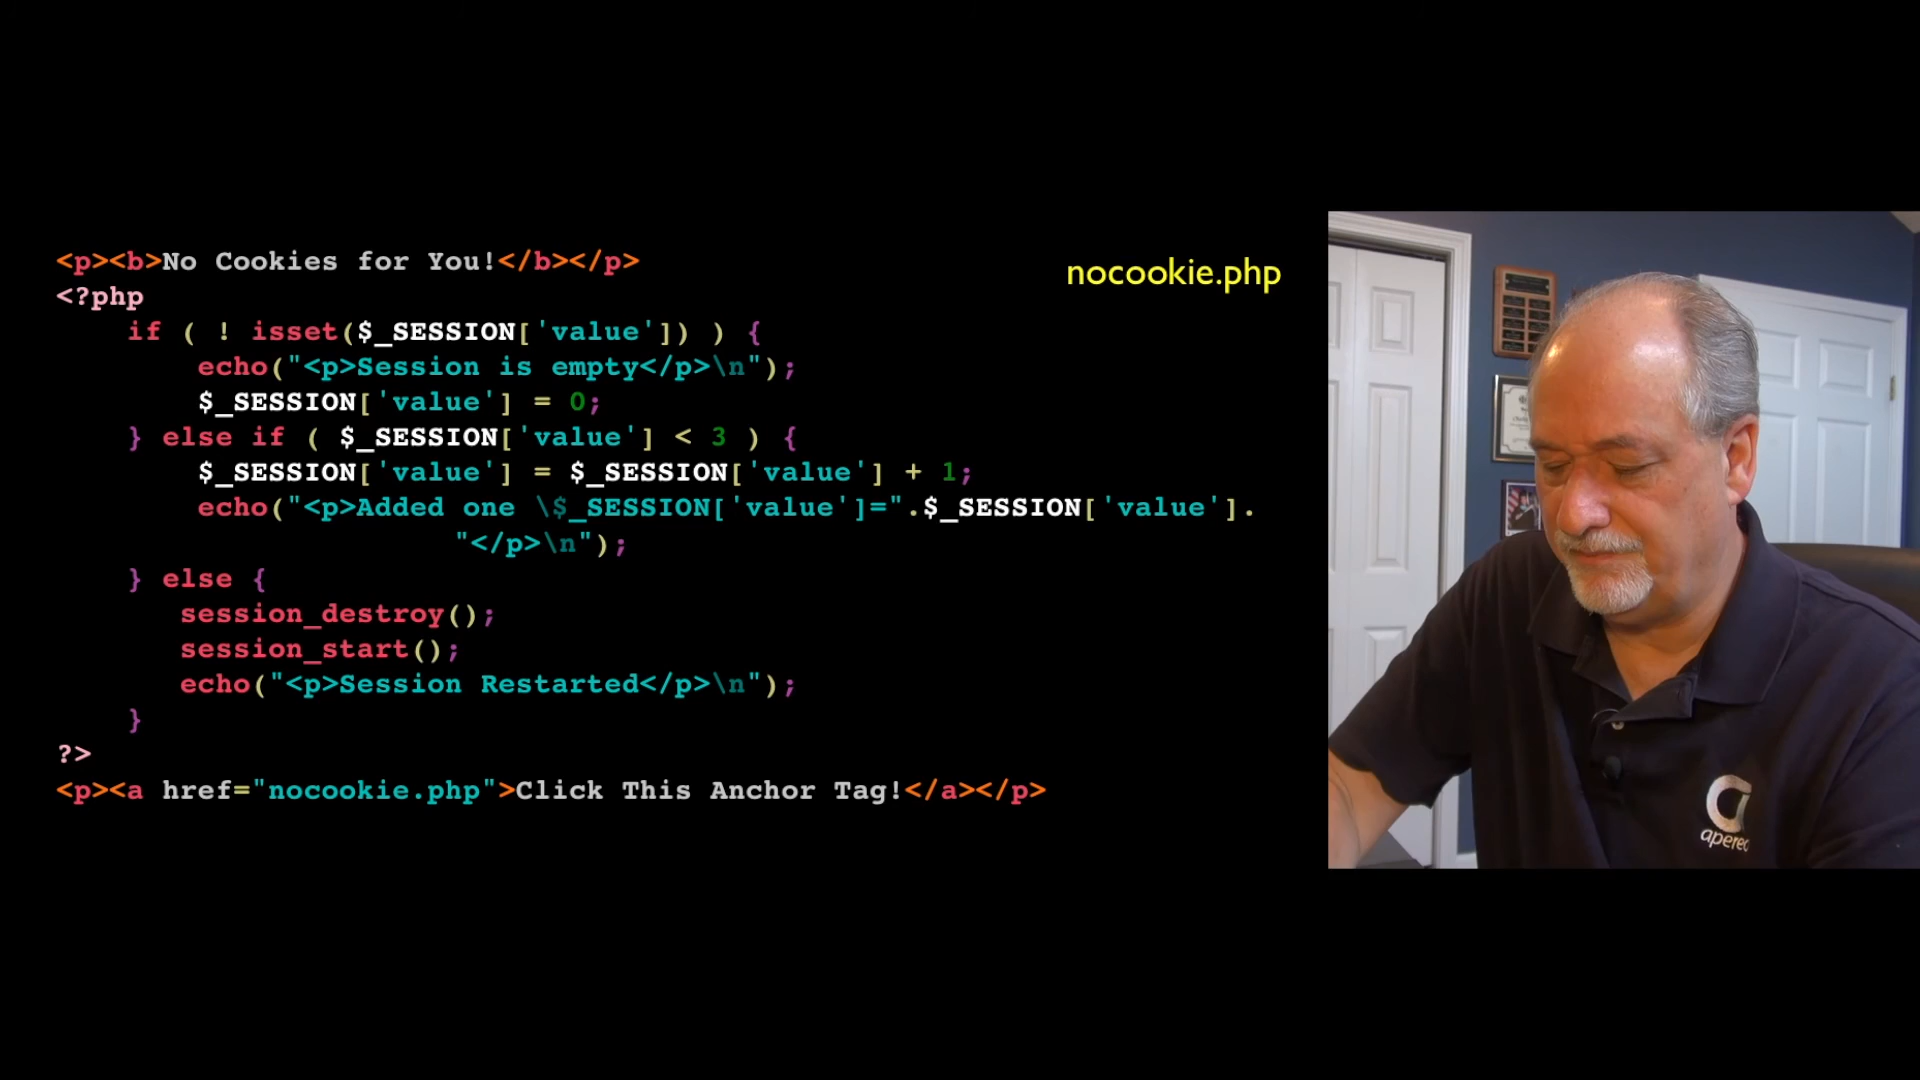 <p><b>No Cookies for You!</b></p>
nocookie.php
<?php
    if ( ! isset($_SESSION['value']) ) {
        echo("<p>Session is empty</p>\n");
        $_SESSION['value'] = 0;
    } else if ( $_SESSION['value'] < 3 ) {
        $_SESSION['value'] = $_SESSION['value'] + 1;
        echo("<p>Added one \$_SESSION['value']=".$_SESSION['value'].
                       "</p>\n");
    } else {
       session_destroy();
       session_start();
       echo("<p>Session Restarted</p>\n");
    }
?>
<p><a href="nocookie.php">Click This Anchor Tag!</a></p>
apereo